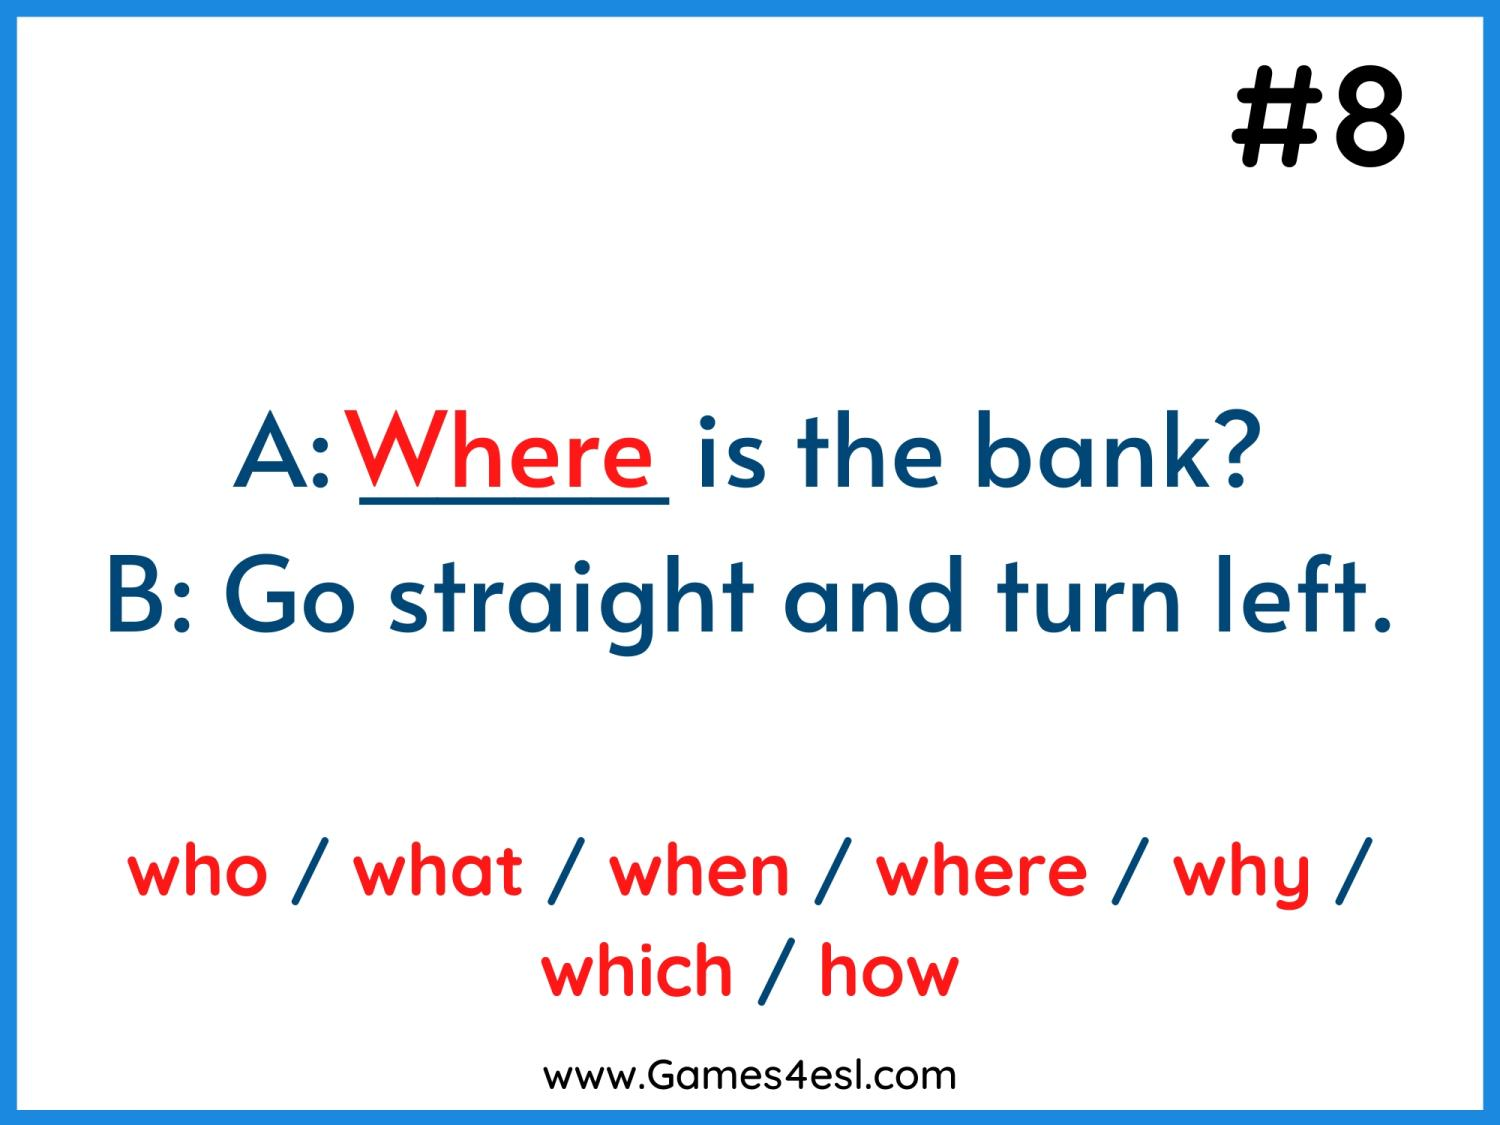 #8
A: Where is the bank?
B: Go straight and turn left.
who / what / when / where / why /
which / how
www.Games4esl.com